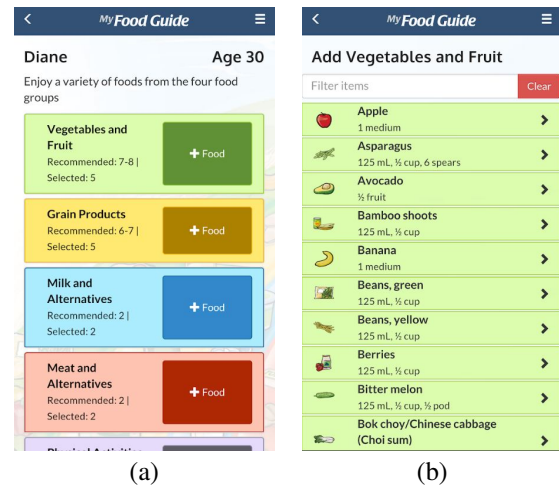 My Food Guide
Diane Age 30
Enjoy a variety of foods from the four food
groups
Vegetables and
Fruit
Recommended: 7-8 |
Selected: 5
+ Food
Grain Products
Recommended: 6-7 |
Selected: 5
+ Food
Milk and
Alternatives
Recommended: 2 |
Selected: 2
+ Food
Meat and
Alternatives
Recommended: 2 |
Selected: 2
+ Food
Physical Activities
(a)
My Food Guide
Add Vegetables and Fruit
Filter items Clear
Apple
1 medium
Asparagus
125 mL, ½ cup, 6 spears
Avocado
½ fruit
Bamboo shoots
125 mL, ½ cup
Banana
1 medium
Beans, green
125 mL, ½ cup
Beans, yellow
125 mL, ½ cup
Berries
125 mL, ½ cup
Bitter melon
125 mL, ½ cup, ½ pod
Bok choy/Chinese cabbage
(Choi sum)
(b)